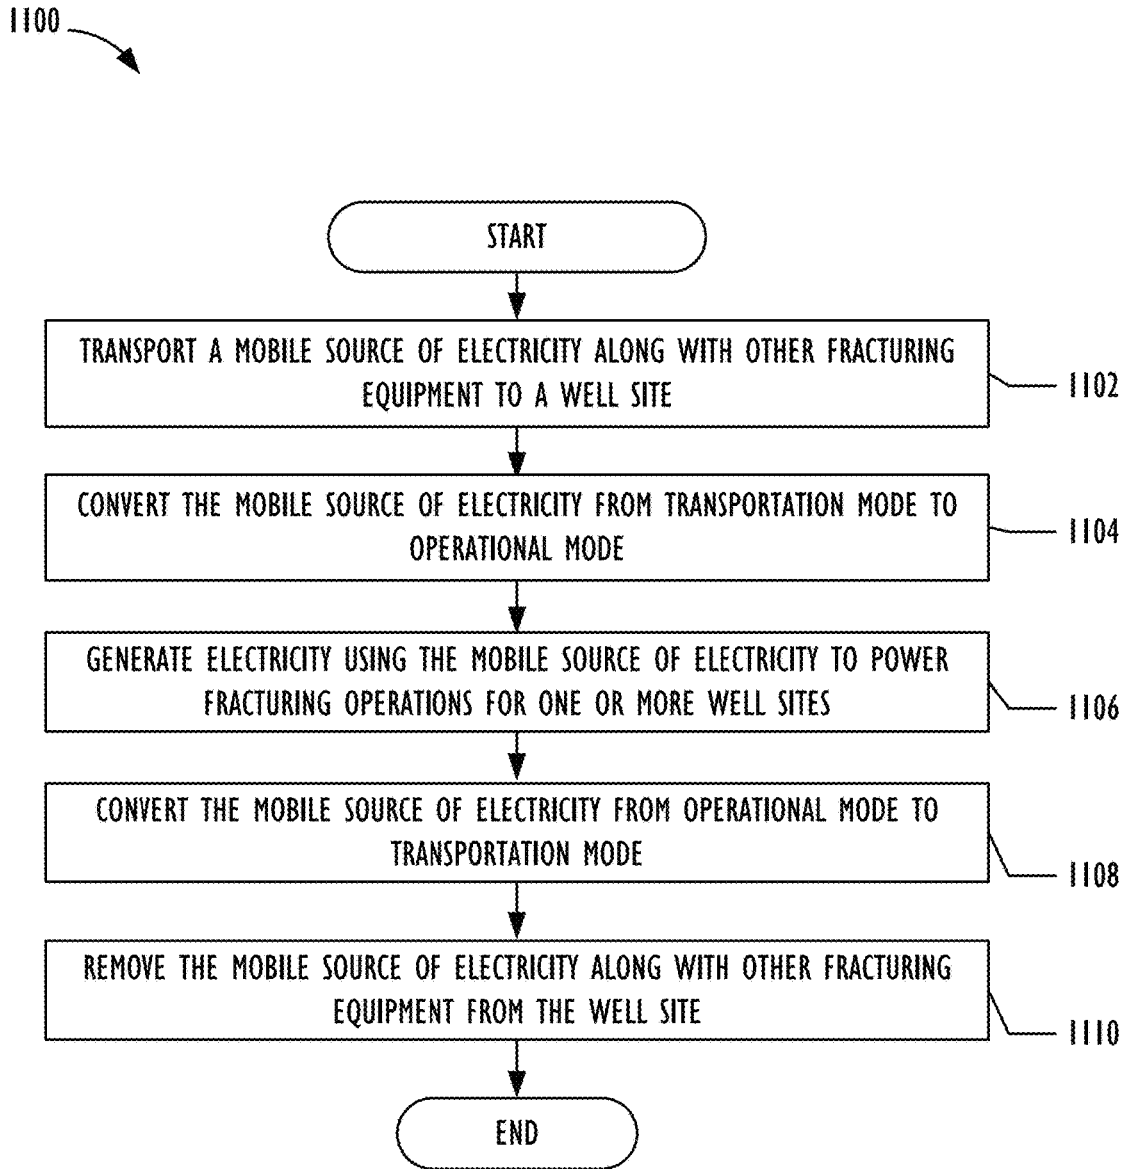 1100
START
TRANSPORT A MOBILE SOURCE OF ELECTRICITY ALONG WITH OTHER FRACTURING
EQUIPMENT TO A WELL SITE
1102
CONVERT THE MOBILE SOURCE OF ELECTRICITY FROM TRANSPORTATION MODE TO
OPERATIONAL MODE
1104
GENERATE ELECTRICITY USING THE MOBILE SOURCE OF ELECTRICITY TO POWER
FRACTURING OPERATIONS FOR ONE OR MORE WELL SITES
1106
CONVERT THE MOBILE SOURCE OF ELECTRICITY FROM OPERATIONAL MODE TO
TRANSPORTATION MODE
1108
REMOVE THE MOBILE SOURCE OF ELECTRICITY ALONG WITH OTHER FRACTURING
EQUIPMENT FROM THE WELL SITE
1110
END